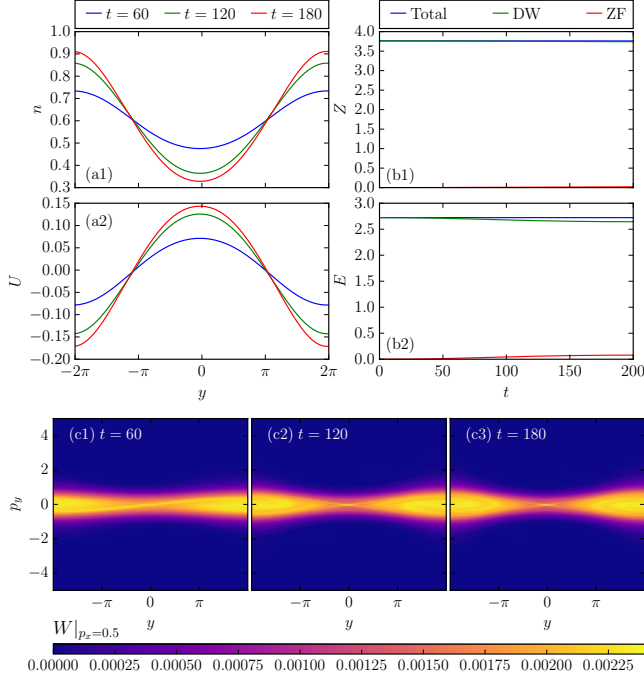 t = 60 t = 120 t = 180
Total DW ZF
1.0
0.9
0.8
0.7
0.6
0.5
0.4
0.3
n
(a1)
4.0
3.5
3.0
2.5
2.0
1.5
1.0
0.5
0.0
Z
(b1)
0.15
0.10
0.05
0.00
−0.05
−0.10
−0.15
−0.20
U
(a2)
−2π −π 0 π 2π
y
3.0
2.5
2.0
1.5
1.0
0.5
0.0
E
(b2)
0 50 100 150 200
t
(c1) t = 60
(c2) t = 120
(c3) t = 180
4
2
0
−2
−4
p_y
−π 0 π
y
−π 0 π
y
−π 0 π
y
W|_{p_x=0.5}
0.00000 0.00025 0.00050 0.00075 0.00100 0.00125 0.00150 0.00175 0.00200 0.00225